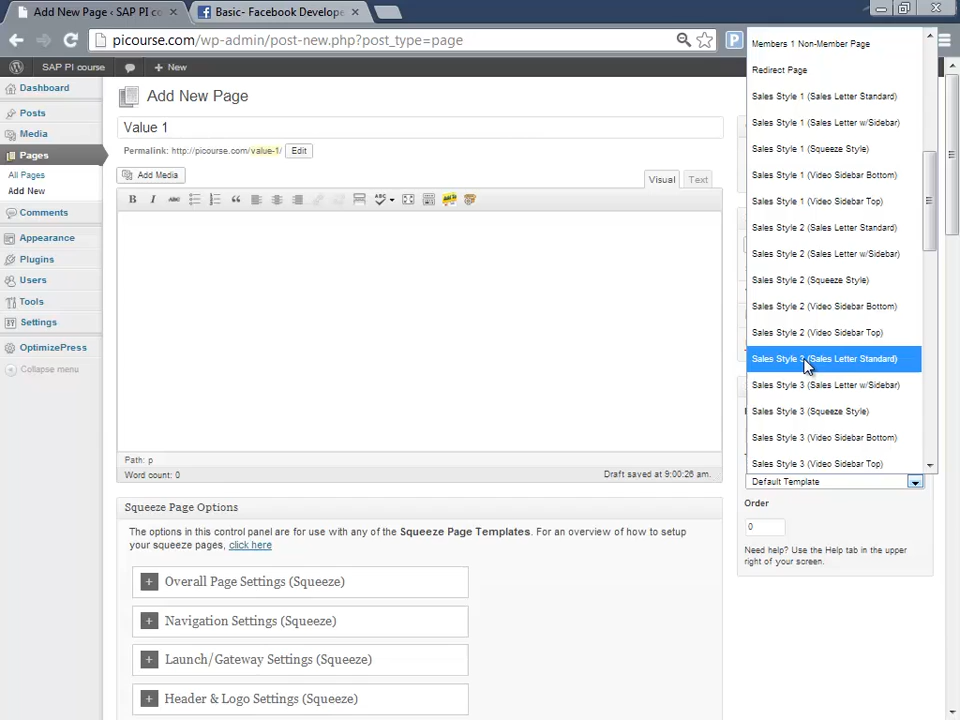 Add New Page ‹ SAP PI co
Basic- Facebook Develope
picourse.com/wp-admin/post-new.php?post_type=page
SAP PI course
+ New
Dashboard
Posts
Media
Pages
All Pages
Add New
Comments
Appearance
Plugins
Users
Tools
Settings
OptimizePress
Collapse menu
Add New Page
Value 1
Permalink: http://picourse.com/value-1/ Edit
Add Media
Visual Text
B I ABC
ABC
Path: p
Word count: 0
Draft saved at 9:00:26 am.
Squeeze Page Options
The options in this control panel are for use with any of the Squeeze Page Templates. For an overview of how to setup
your squeeze pages, click here
+ Overall Page Settings (Squeeze)
+ Navigation Settings (Squeeze)
+ Launch/Gateway Settings (Squeeze)
+ Header & Logo Settings (Squeeze)
Members 1 Non-Member Page
Redirect Page
Sales Style 1 (Sales Letter Standard)
Sales Style 1 (Sales Letter w/Sidebar)
Sales Style 1 (Squeeze Style)
Sales Style 1 (Video Sidebar Bottom)
Sales Style 1 (Video Sidebar Top)
Sales Style 2 (Sales Letter Standard)
Sales Style 2 (Sales Letter w/Sidebar)
Sales Style 2 (Squeeze Style)
Sales Style 2 (Video Sidebar Bottom)
Sales Style 2 (Video Sidebar Top)
Sales Style 3 (Sales Letter Standard)
Sales Style 3 (Sales Letter w/Sidebar)
Sales Style 3 (Squeeze Style)
Sales Style 3 (Video Sidebar Bottom)
Sales Style 3 (Video Sidebar Top)
Default Template
Order
0
Need help? Use the Help tab in the upper
right of your screen.